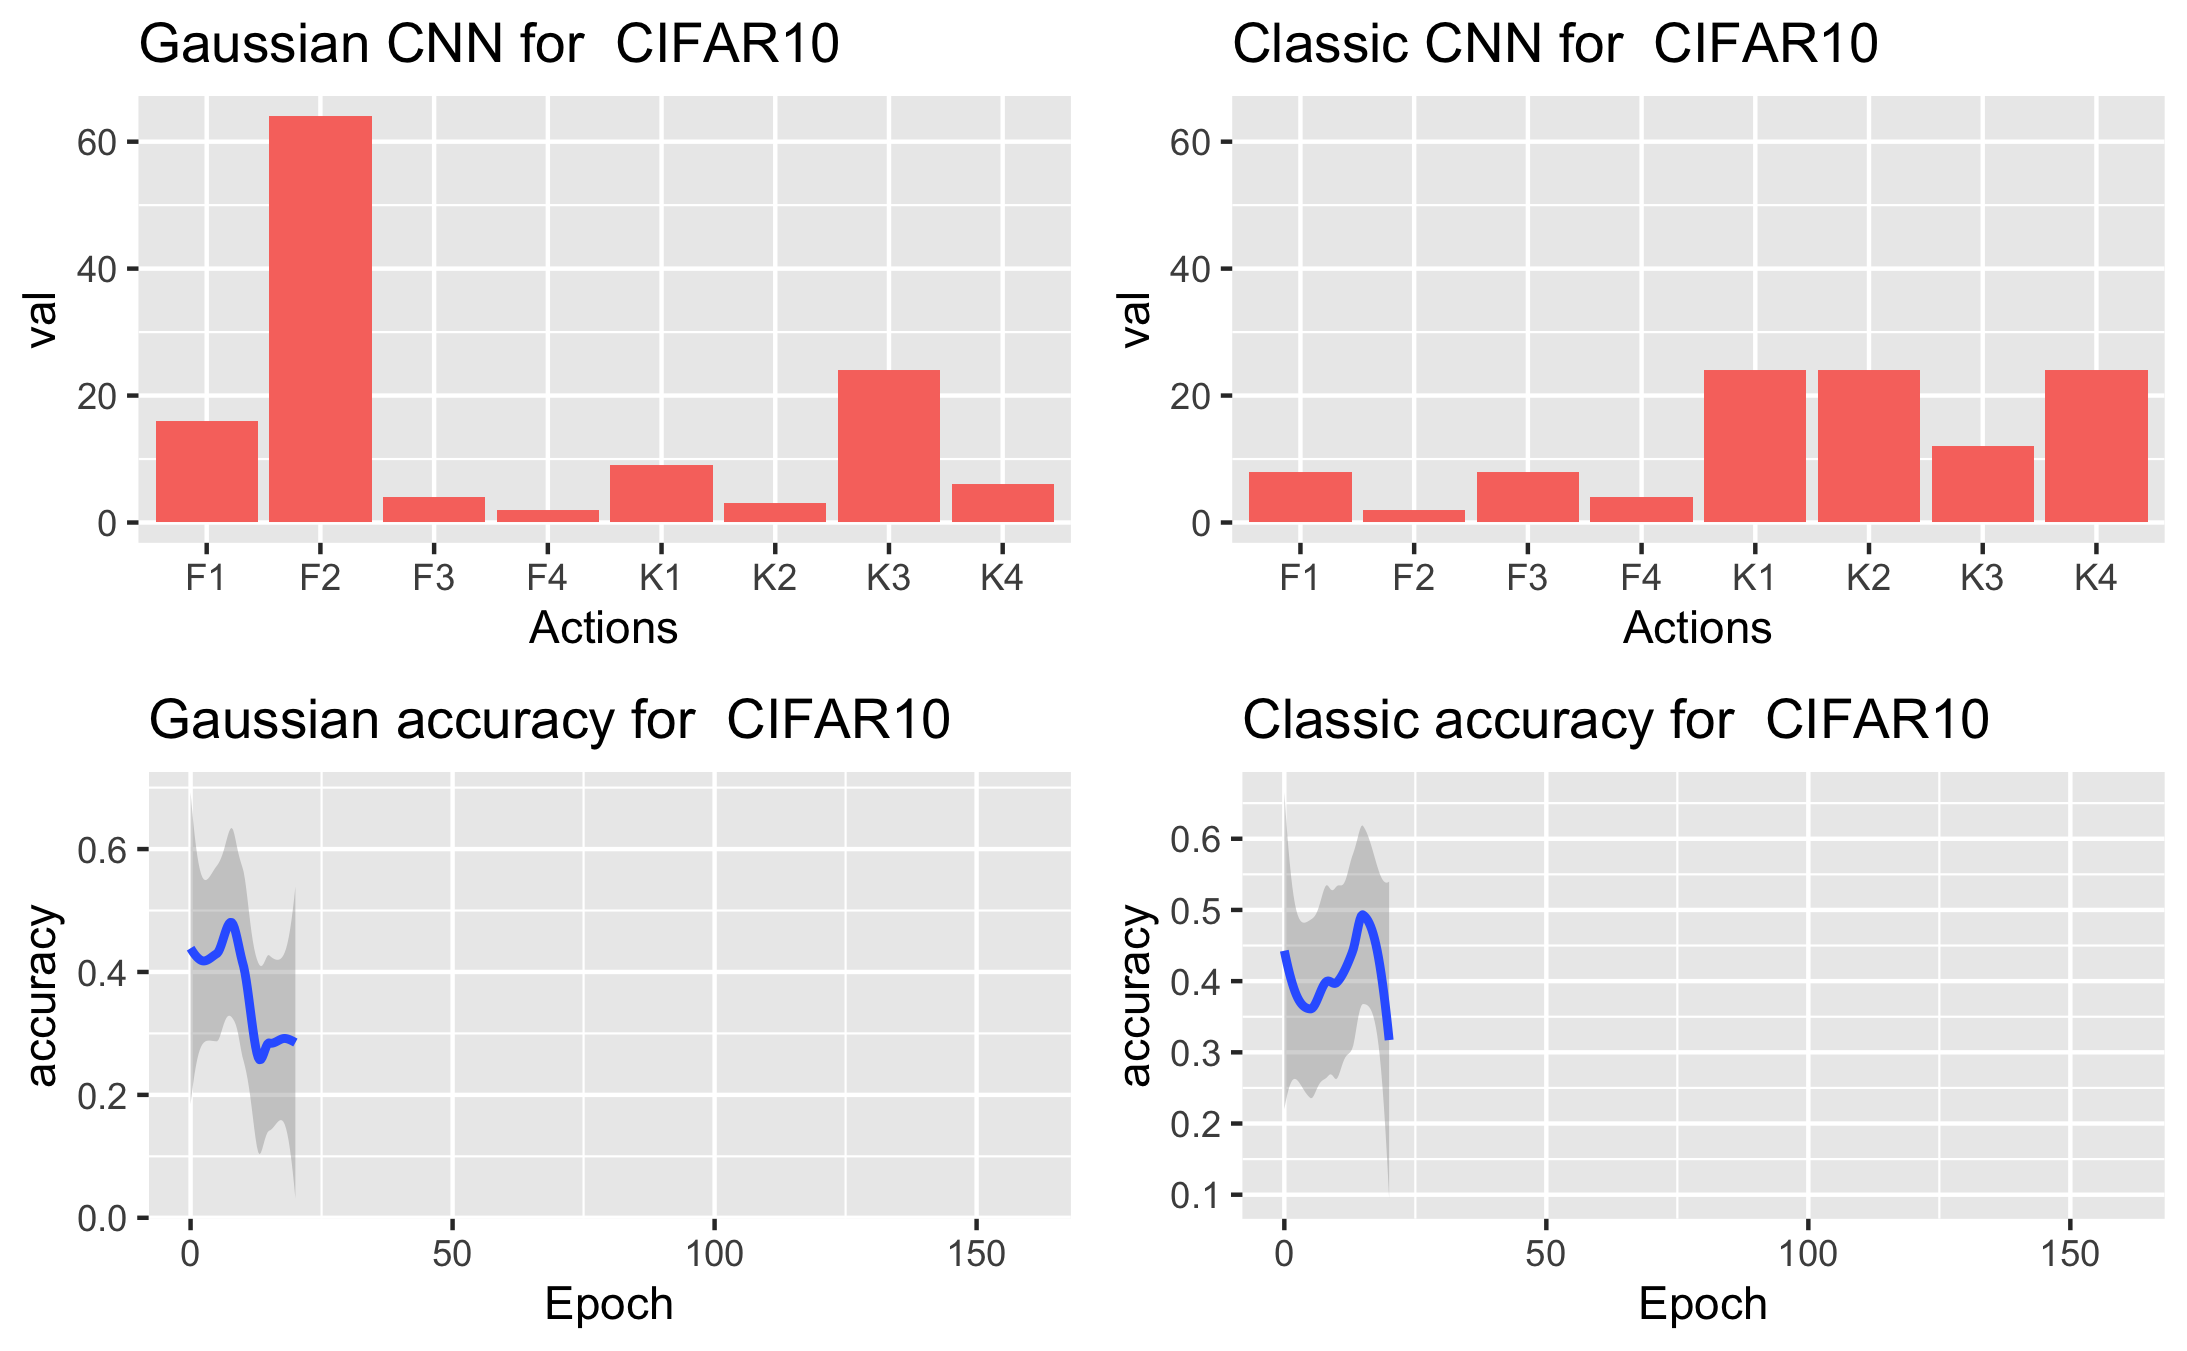 Gaussian CNN for  CIFAR10
val
60
40
20
0
F1 F2 F3 F4 K1 K2 K3 K4
Actions
Classic CNN for  CIFAR10
val
60
40
20
0
F1 F2 F3 F4 K1 K2 K3 K4
Actions
Gaussian accuracy for  CIFAR10
accuracy
0.6
0.4
0.2
0.0
0 50 100 150
Epoch
Classic accuracy for  CIFAR10
accuracy
0.6
0.5
0.4
0.3
0.2
0.1
0 50 100 150
Epoch